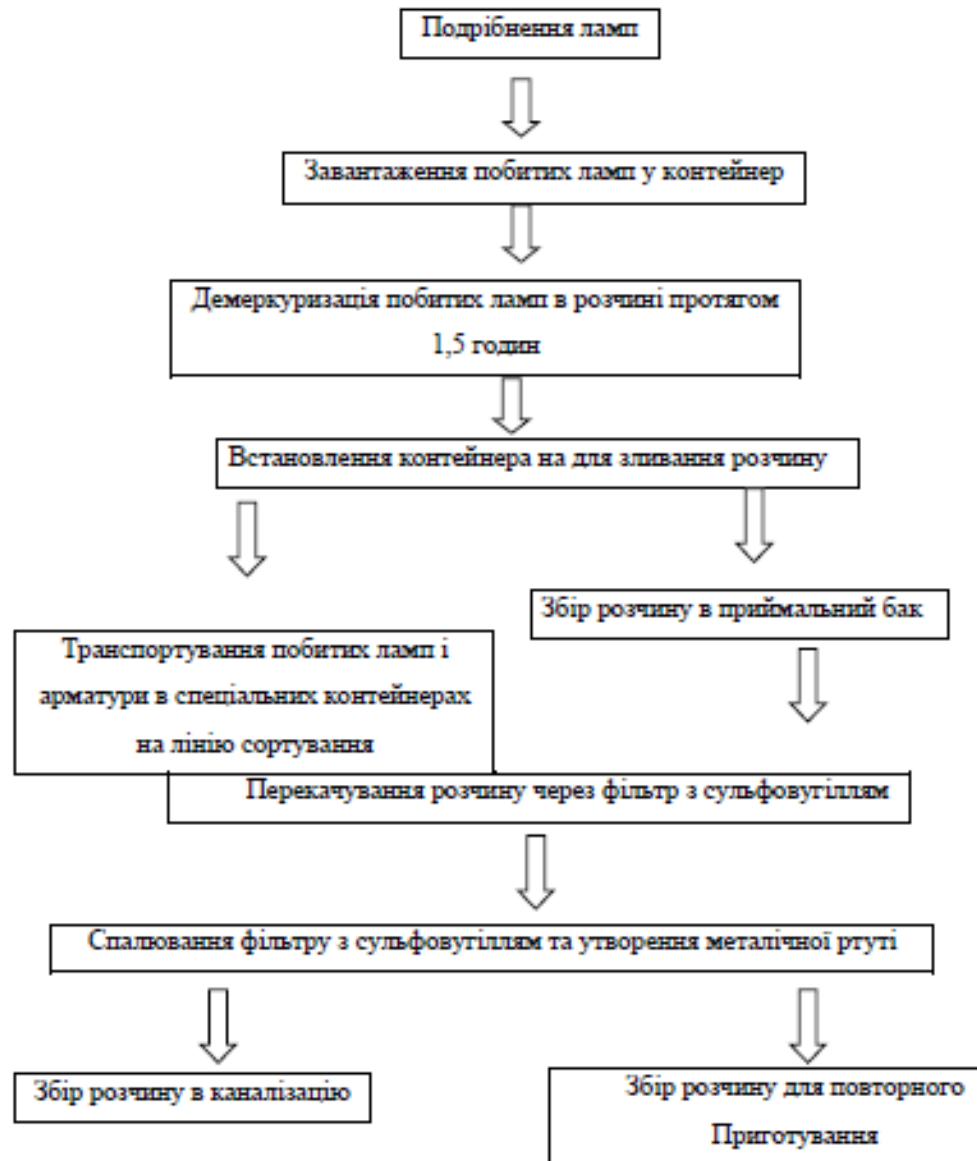 Подрібнення ламп
Завантаження побитих ламп у контейнер
Демеркуризація побитих ламп в розчині протягом
1,5 годин
Встановлення контейнера на для зливання розчину
Збір розчину в приймальний бак
Транспортування побитих ламп і
арматури в спеціальних контейнерах
на лінію сортування
Перекачування розчину через фільтр з сульфовугіллям
Спалювання фільтру з сульфовугіллям та утворення металічної ртуті
Збір розчину в каналізацію
Збір розчину для повторного
Приготування